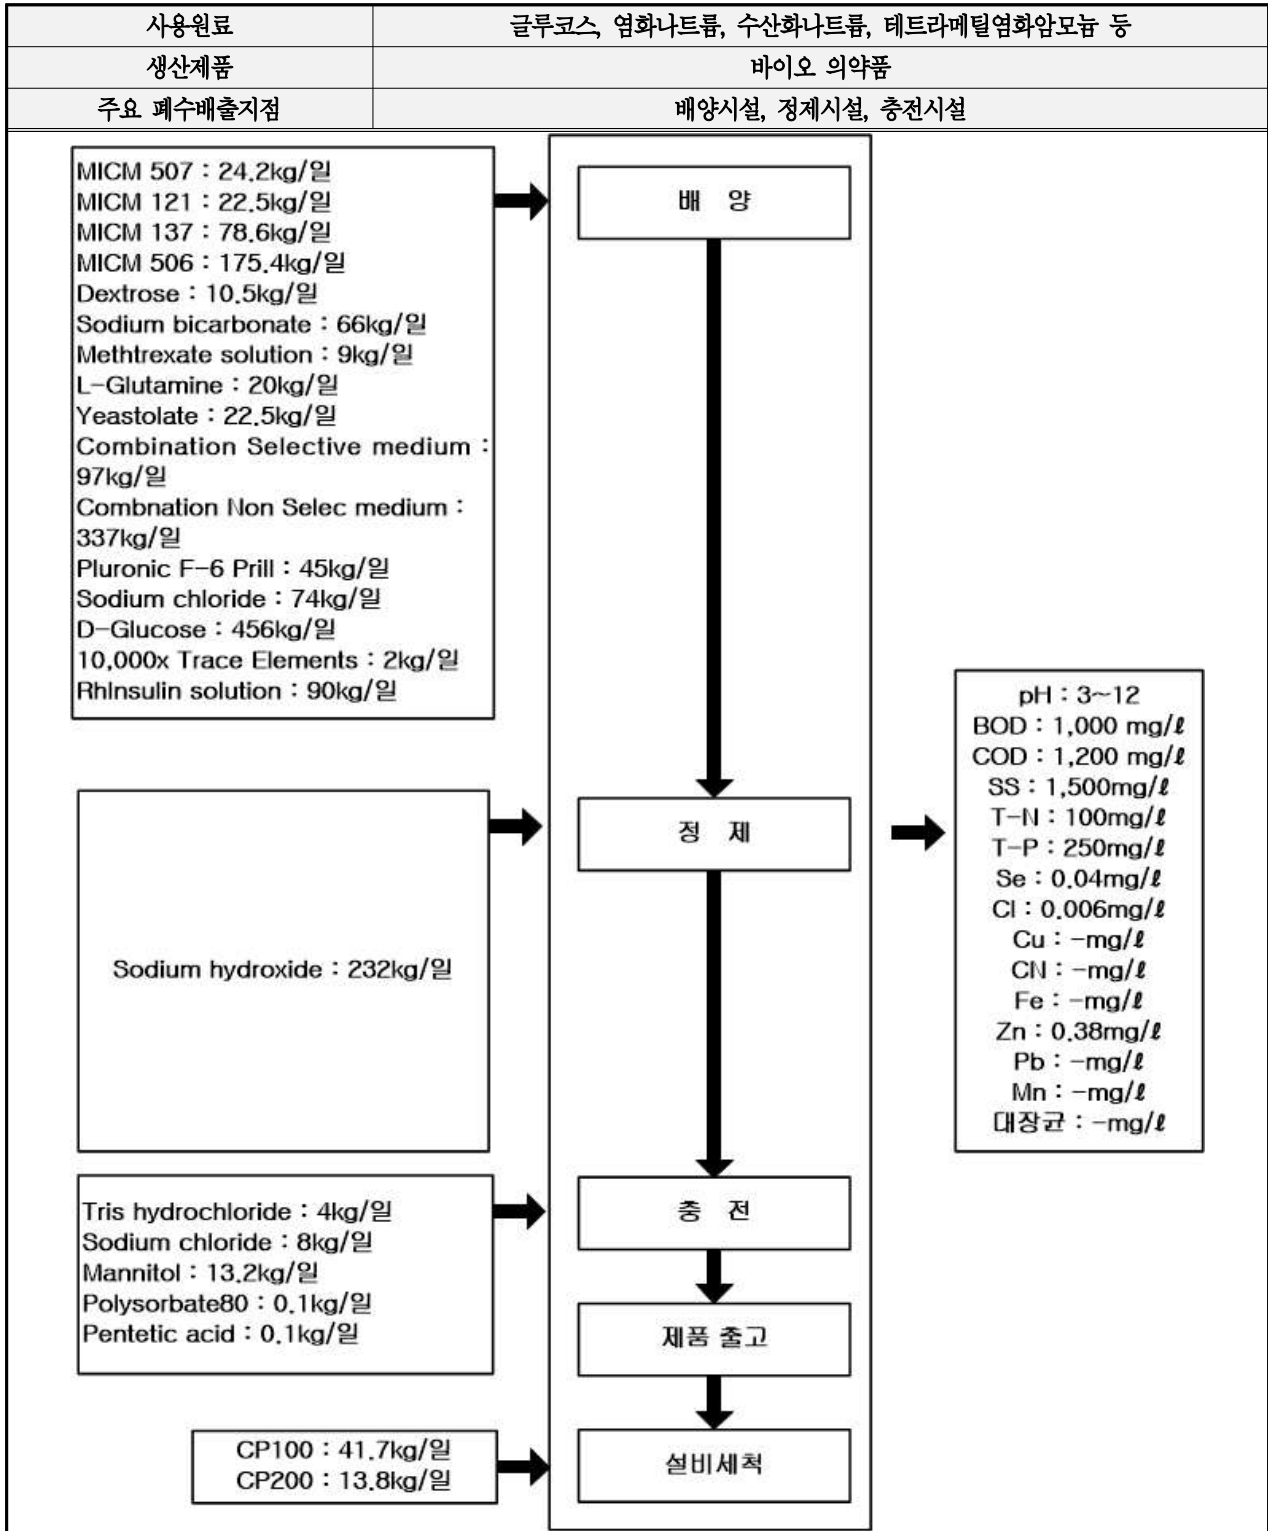 사용원료 글루코스, 염화나트륨, 수산화나트륨, 테트라메틸염화암모늄 등
생산제품 바이오 의약품
주요 폐수배출지점 배양시설, 정제시설, 충전시설
MICM 507 : 24.2kg/일
MICM 121 : 22.5kg/일
MICM 137 : 78.6kg/일
MICM 506 : 175.4kg/일
Dextrose : 10.5kg/일
Sodium bicarbonate : 66kg/일
Methtrexate solution : 9kg/일
L-Glutamine : 20kg/일
Yeastolate : 22.5kg/일
Combination Selective medium :
97kg/일
Combnation Non Selec medium :
337kg/일
Pluronic F-6 Prill : 45kg/일
Sodium chloride : 74kg/일
D-Glucose : 456kg/일
10,000x Trace Elements : 2kg/일
RhInsulin solution : 90kg/일
배 양
Sodium hydroxide : 232kg/일
정 제
pH : 3~12
BOD : 1,000 mg/ℓ
COD : 1,200 mg/ℓ
SS : 1,500mg/ℓ
T-N : 100mg/ℓ
T-P : 250mg/ℓ
Se : 0.04mg/ℓ
Cl : 0.006mg/ℓ
Cu : -mg/ℓ
CN : -mg/ℓ
Fe : -mg/ℓ
Zn : 0.38mg/ℓ
Pb : -mg/ℓ
Mn : -mg/ℓ
대장균 : -mg/ℓ
Tris hydrochloride : 4kg/일
Sodium chloride : 8kg/일
Mannitol : 13.2kg/일
Polysorbate80 : 0.1kg/일
Pentetic acid : 0.1kg/일
충 전
제품 출고
CP100 : 41.7kg/일
CP200 : 13.8kg/일
설비세척